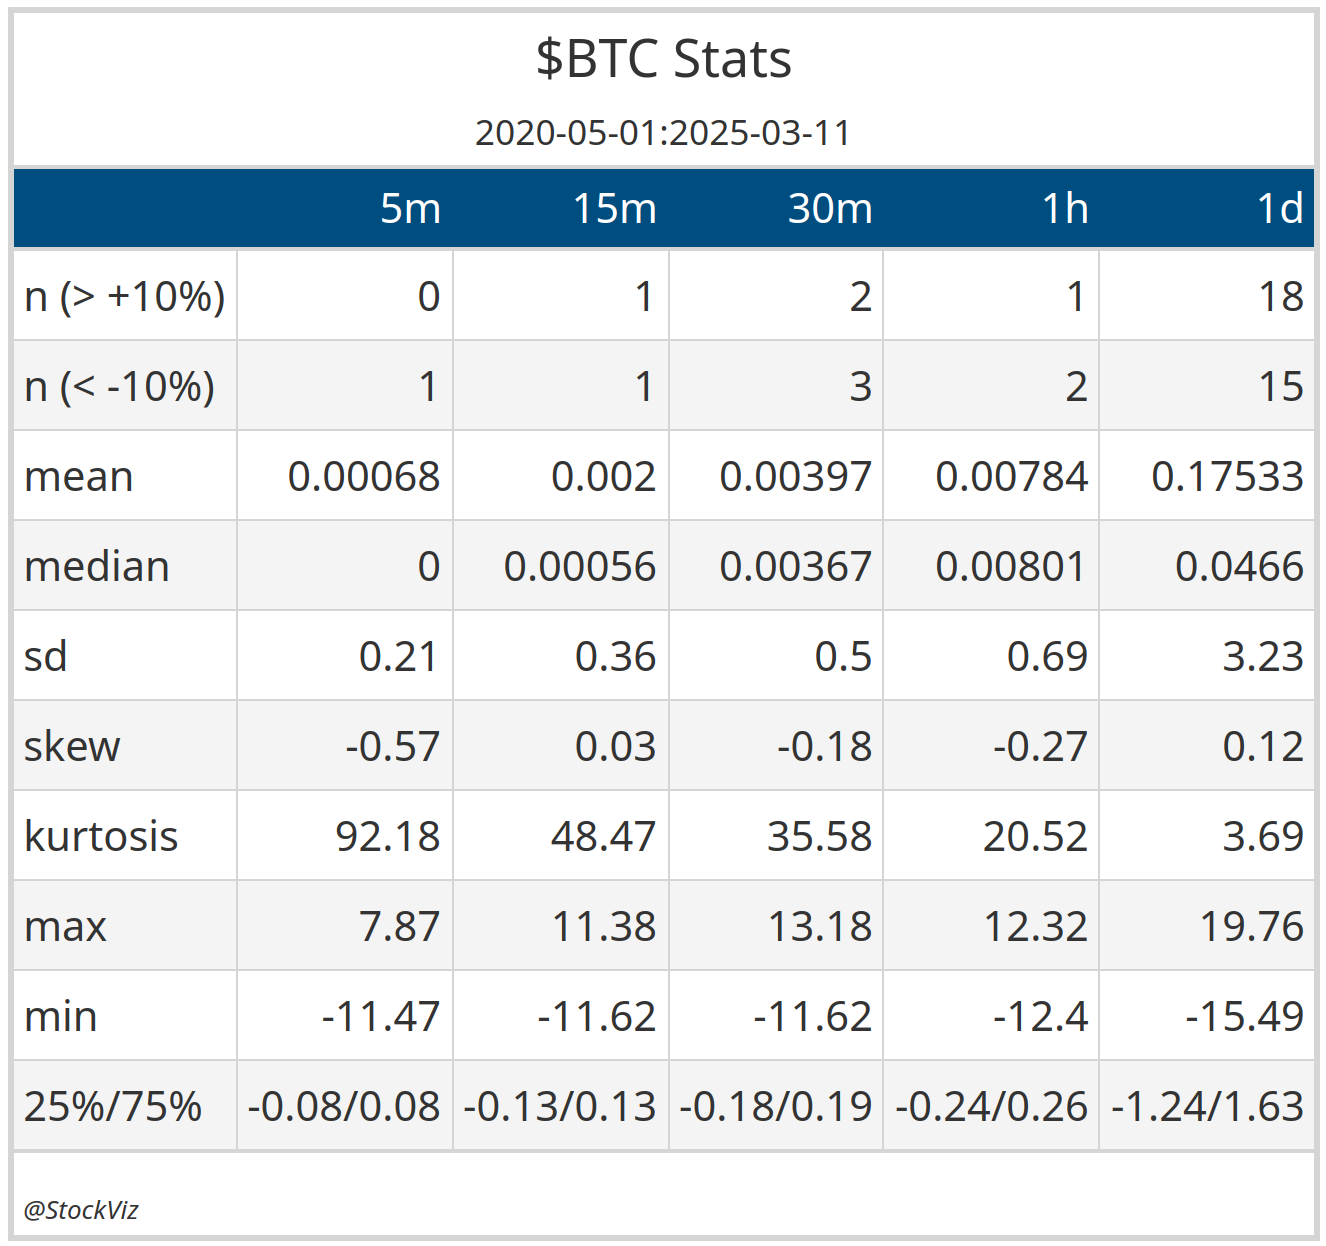 $BTC Stats
2020-05-01:2025-03-11
5m 15m 30m 1h 1d
n (> +10%) 0 1 2 1 18
n (< -10%) 1 1 3 2 15
mean 0.00068 0.002 0.00397 0.00784 0.17533
median 0 0.00056 0.00367 0.00801 0.0466
sd 0.21 0.36 0.5 0.69 3.23
skew -0.57 0.03 -0.18 -0.27 0.12
kurtosis 92.18 48.47 35.58 20.52 3.69
max 7.87 11.38 13.18 12.32 19.76
min -11.47 -11.62 -11.62 -12.4 -15.49
25%/75% -0.08/0.08 -0.13/0.13 -0.18/0.19 -0.24/0.26 -1.24/1.63
@StockViz